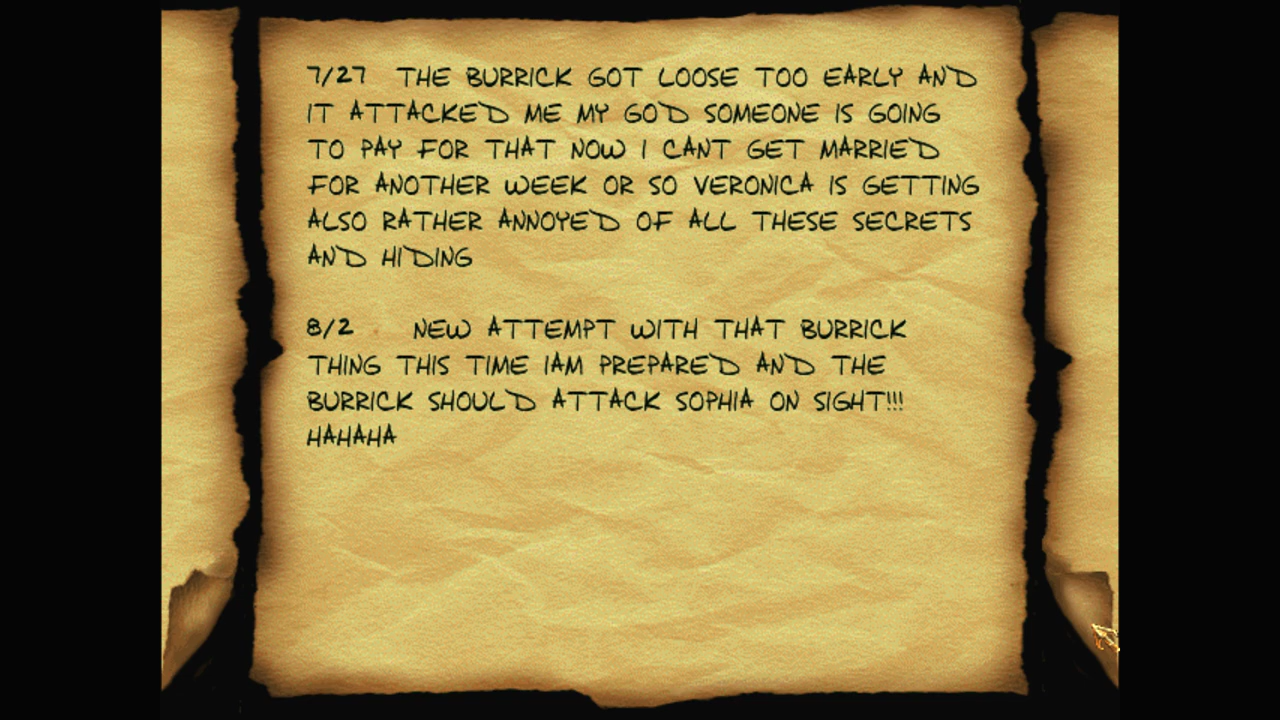 7/27 THE BURRICK GOT LOOSE TOO EARLY AND
IT ATTACKED ME MY GOD SOMEONE IS GOING
TO PAY FOR THAT NOW I CANT GET MARRIED
FOR ANOTHER WEEK OR SO VERONICA IS GETTING
ALSO RATHER ANNOYED OF ALL THESE SECRETS
AND HIDING
8/2 NEW ATTEMPT WITH THAT BURRICK
THING THIS TIME IAM PREPARED AND THE
BURRICK SHOULD ATTACK SOPHIA ON SIGHT!!!
HAHAHA